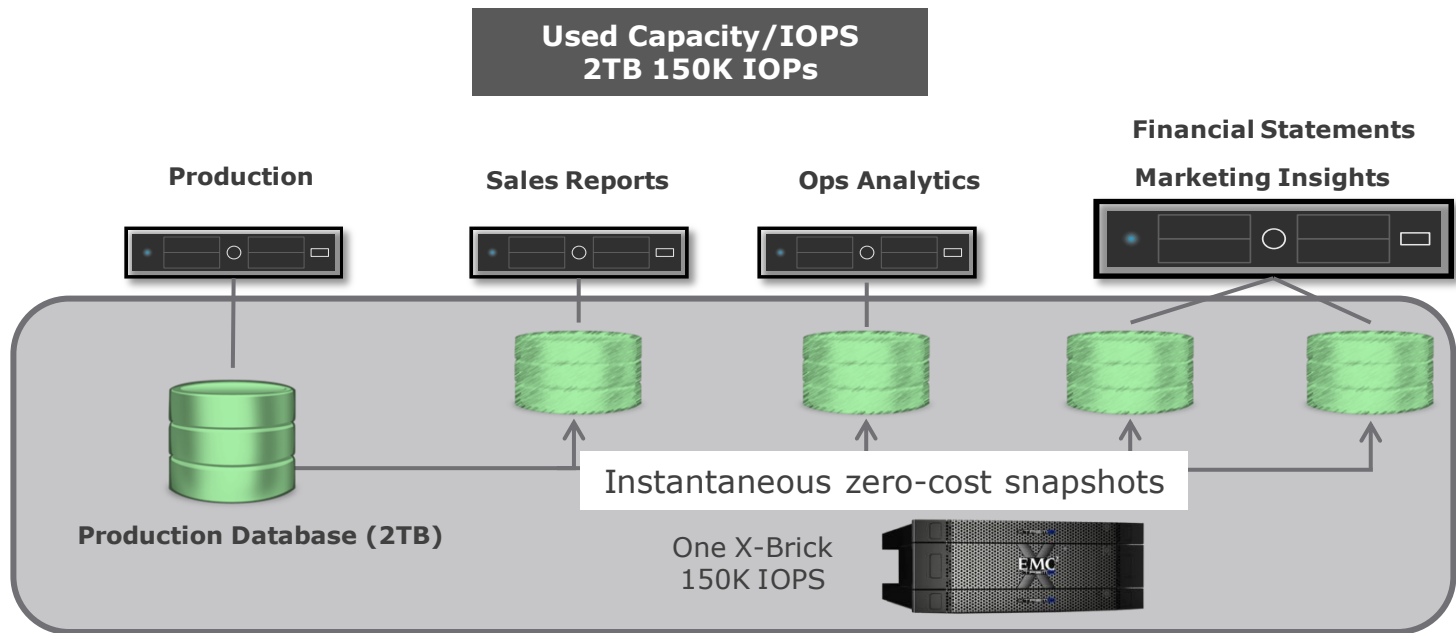 Used Capacity/IOPS
2TB 150K IOPs
Financial Statements
Production
Sales Reports
Ops Analytics
Marketing Insights
Instantaneous zero-cost snapshots
Production Database (2TB)
One X-Brick
150K IOPS
EMC²